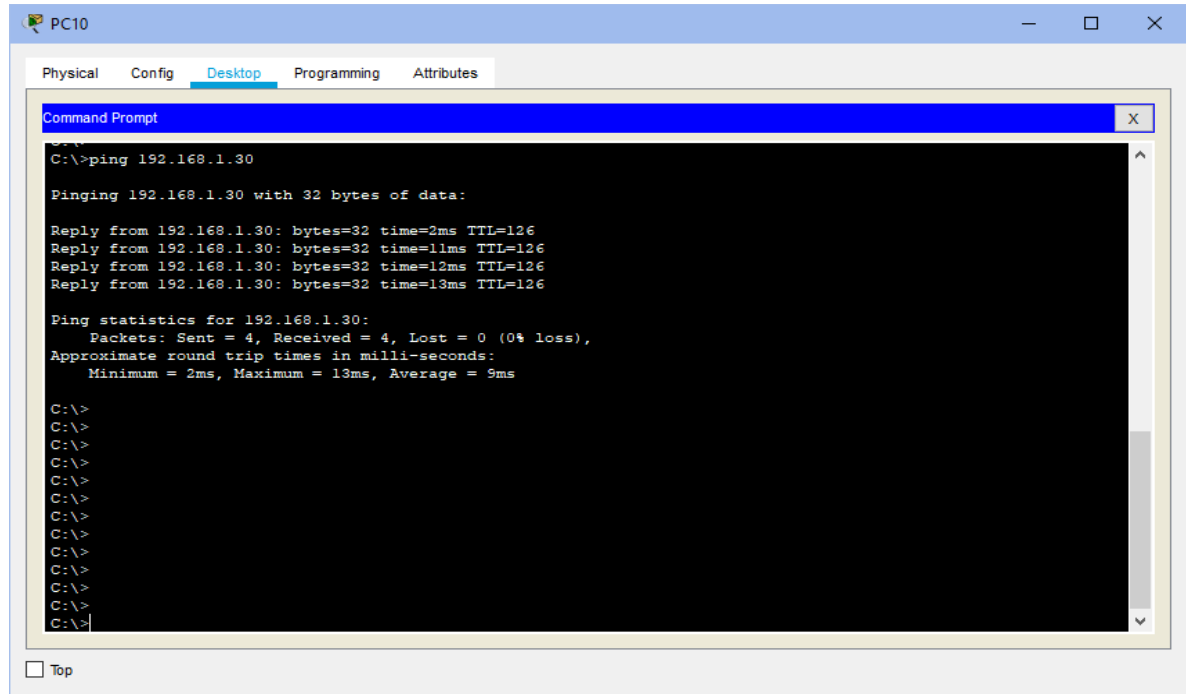 PC10
Physical Config Desktop Programming Attributes
Command Prompt
X
C:\>ping 192.168.1.30
Pinging 192.168.1.30 with 32 bytes of data:
Reply from 192.168.1.30: bytes=32 time=2ms TTL=126
Reply from 192.168.1.30: bytes=32 time=11ms TTL=126
Reply from 192.168.1.30: bytes=32 time=12ms TTL=126
Reply from 192.168.1.30: bytes=32 time=13ms TTL=126
Ping statistics for 192.168.1.30:
Packets: Sent = 4, Received = 4, Lost = 0 (0% loss),
Approximate round trip times in milli-seconds:
Minimum = 2ms, Maximum = 13ms, Average = 9ms
C:\>
C:\>
C:\>
C:\>
C:\>
C:\>
C:\>
C:\>
C:\>
C:\>
C:\>
C:\>
C:\>
Top